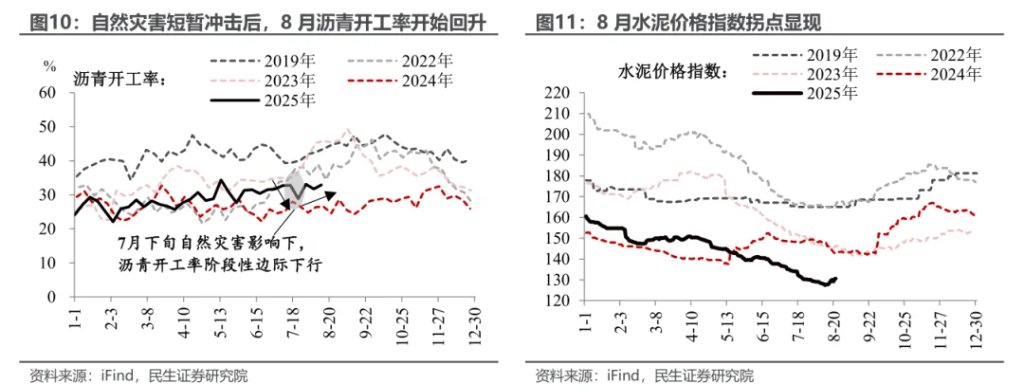 图10：自然灾害短暂冲击后，8 月沥青开工率开始回升
%
沥青开工率：
2019年
2022年
2023年
2024年
2025年
60
50
40
30
20
10
0
7月下旬自然灾害影响下，
沥青开工率阶段性边际下行
1-1
2-3
3-8
4-10
5-13
6-15
7-18
8-20
9-22
10-25
11-27
12-30
资料来源：iFind，民生证券研究院
图11：8 月水泥价格指数拐点显现
水泥价格指数：
2019年
2022年
2023年
2024年
2025年
220
210
200
190
180
170
160
150
140
130
120
1-1
2-3
3-8
4-10
5-13
6-15
7-18
8-20
9-22
10-25
11-27
12-30
资料来源：iFind，民生证券研究院